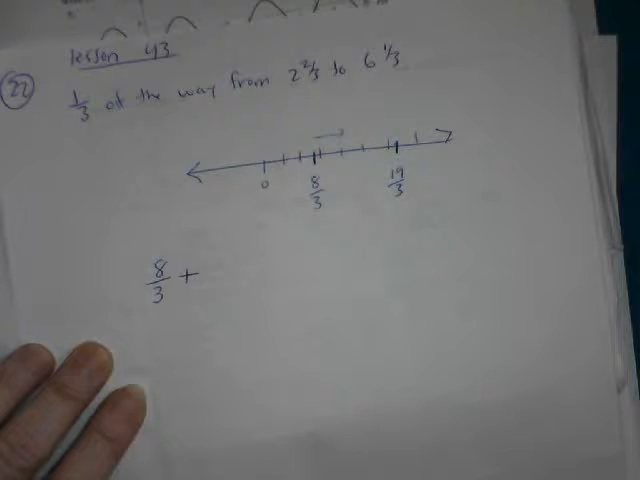 lesson 43
22
1/3 of the way from 2 2/3 to 6 1/3
0 8/3 19/3
8/3 +